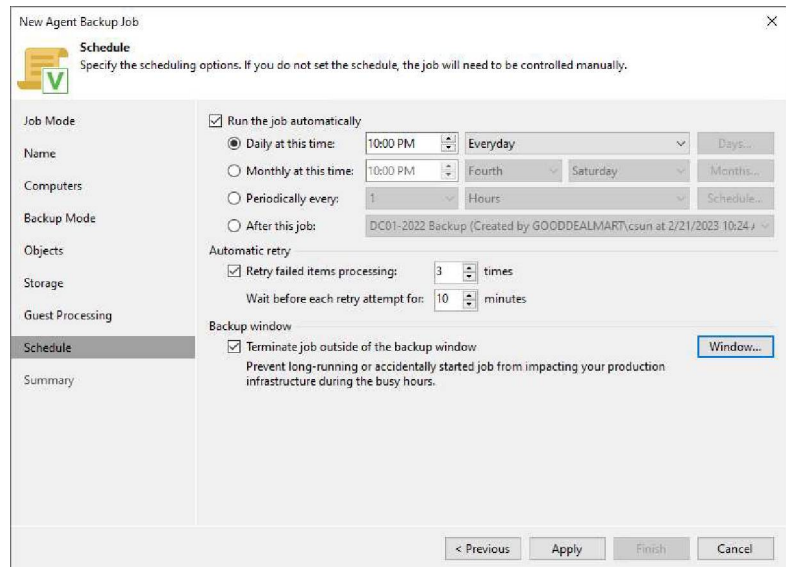 New Agent Backup Job
Schedule
Specify the scheduling options. If you do not set the schedule, the job will need to be controlled manually.
Job Mode
Name
Computers
Backup Mode
Objects
Storage
Guest Processing
Schedule
Summary
Run the job automatically
Daily at this time: 10:00 PM Everyday Days...
Monthly at this time: 10:00 PM Fourth Saturday Months...
Periodically every: 1 Hours Schedule...
After this job: DC01-2022 Backup (Created by GOODDEALMART\csun at 2/21/2023 10:24 A
Automatic retry
Retry failed items processing: 3 times
Wait before each retry attempt for: 10 minutes
Backup window
Terminate job outside of the backup window Window...
Prevent long-running or accidentally started job from impacting your production
infrastructure during the busy hours.
< Previous Apply Finish Cancel